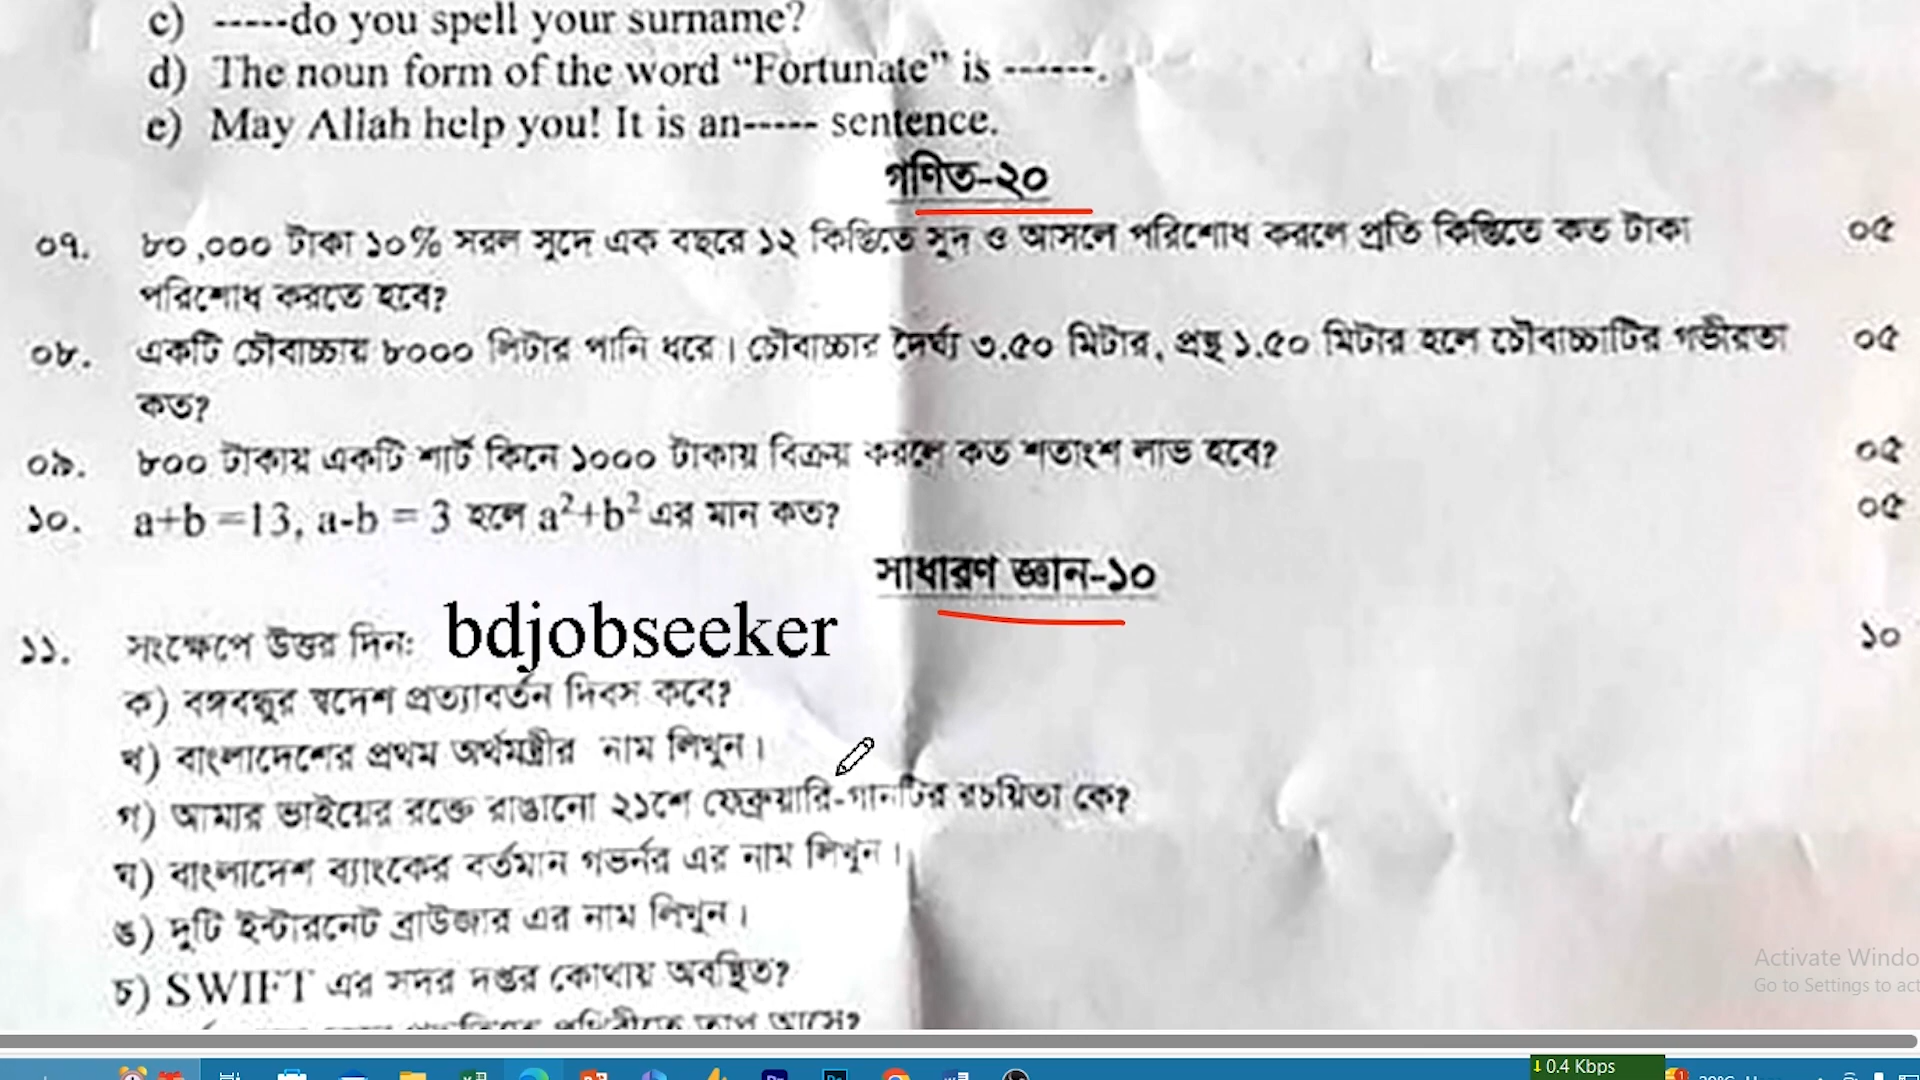 c) -----do you spell your surname?
d) The noun form of the word “Fortunate” is ------.
e) May Allah help you! It is an----- sentence.
গণিত-২০
০৭. ৮০,০০০ টাকা ১০% সরল সুদে এক বছরে ১২ কিস্তিতে সুদ ও আসলে পরিশোধ করলে প্রতি কিস্তিতে কত টাকা ০৫
পরিশোধ করতে হবে?
০৮. একটি চৌবাচ্চায় ৮০০০ লিটার পানি ধরে। চৌবাচ্চার দৈর্ঘ্য ৩.৫০ মিটার, প্রস্থ ১.৫০ মিটার হলে চৌবাচ্চাটির গভীরতা ০৫
কত?
০৯. ৮০০ টাকায় একটি শার্ট কিনে ১০০০ টাকায় বিক্রয় করলে কত শতাংশ লাভ হবে? ০৫
১০. a+b =13, a-b = 3 হলে a²+b² এর মান কত? ০৫
সাধারণ জ্ঞান-১০
১১. সংক্ষেপে উত্তর দিন: bdjobseeker ১০
ক) বঙ্গবন্ধুর স্বদেশ প্রত্যাবর্তন দিবস কবে?
খ) বাংলাদেশের প্রথম অর্থমন্ত্রীর নাম লিখুন।
গ) আমার ভাইয়ের রক্তে রাঙানো ২১শে ফেব্রুয়ারি-গানটির রচয়িতা কে?
ঘ) বাংলাদেশ ব্যাংকের বর্তমান গভর্নর এর নাম লিখুন।
ঙ) দুটি ইন্টারনেট ব্রাউজার এর নাম লিখুন।
চ) SWIFT এর সদর দপ্তর কোথায় অবস্থিত?
পৃথিবীতে তাপ আসে?
Activate Windo
Go to Settings to act
0.4 Kbps